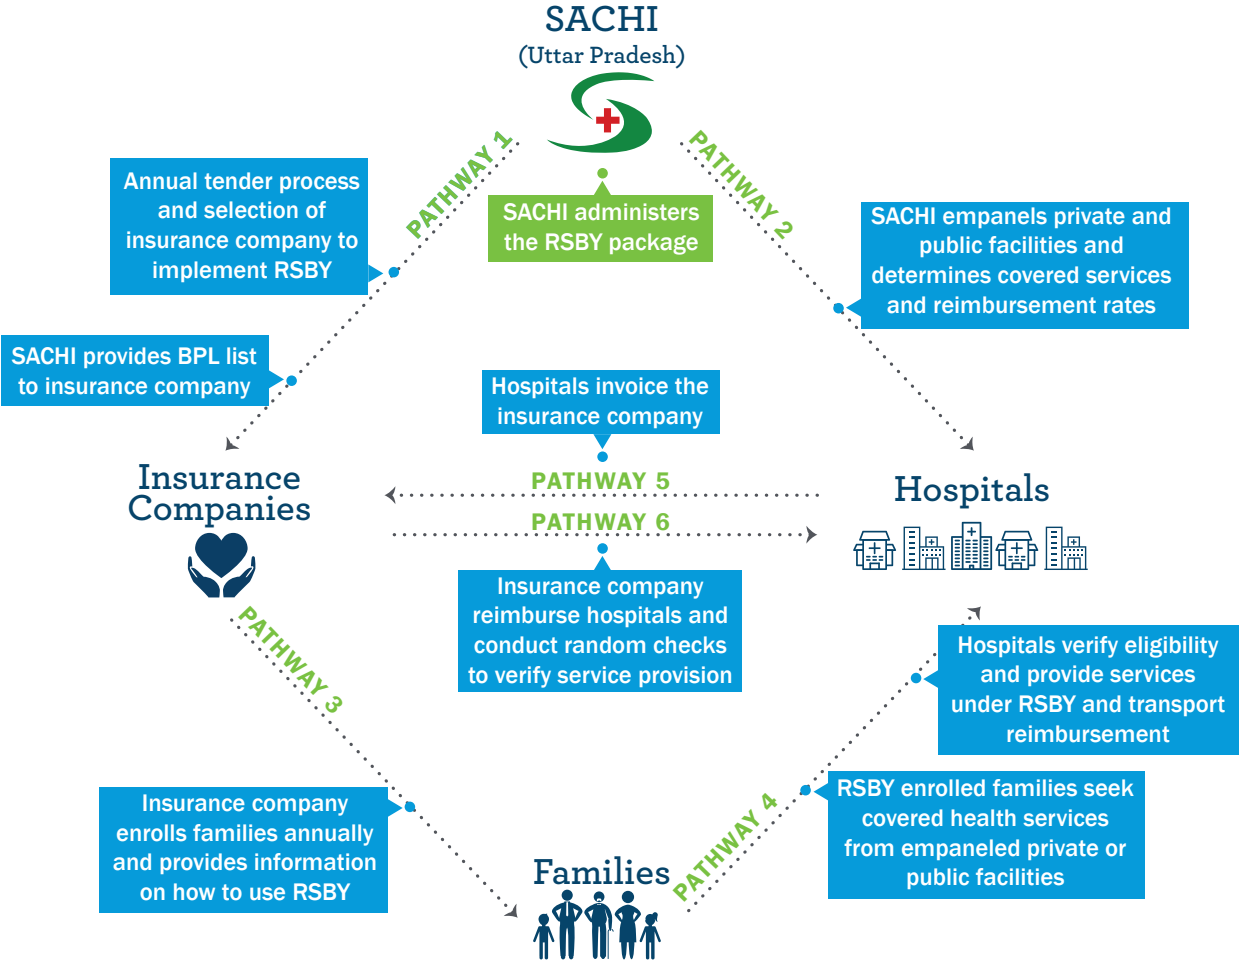 SACHI
(Uttar Pradesh)
PATHWAY 1
PATHWAY 2
Annual tender process
and selection of
insurance company to
implement RSBY
SACHI administers
the RSBY package
SACHI empanels private and
public facilities and
determines covered services
and reimbursement rates
SACHI provides BPL list
to insurance company
Hospitals invoice the
insurance company
Insurance
Companies
PATHWAY 5
PATHWAY 6
Hospitals
Insurance company
reimburse hospitals and
conduct random checks
to verify service provision
PATHWAY 3
Hospitals verify eligibility
and provide services
under RSBY and transport
reimbursement
Insurance company
enrolls families annually
and provides information
on how to use RSBY
PATHWAY 4
RSBY enrolled families seek
covered health services
from empaneled private or
public facilities
Families